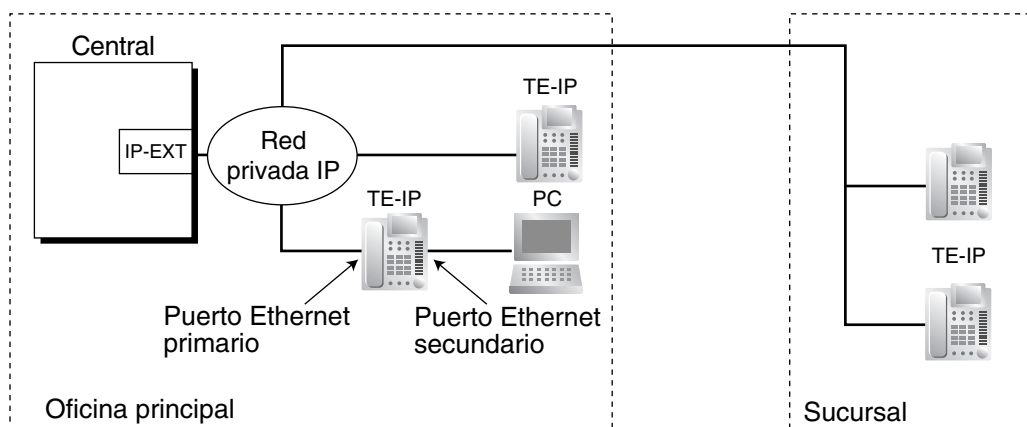 Central
IP-EXT
Red
privada IP
TE-IP
TE-IP
PC
Puerto Ethernet
primario
Puerto Ethernet
secundario
Oficina principal
TE-IP
Sucursal